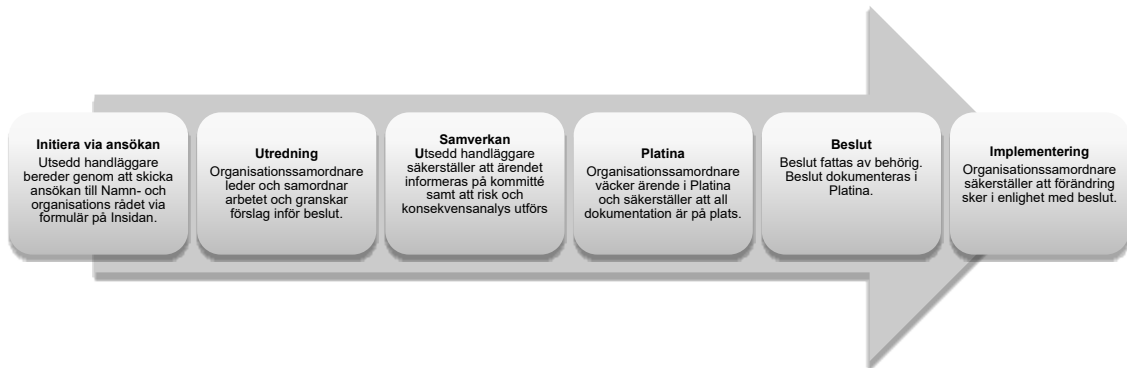 Initiera via ansökan
Utsedd handläggare
bereder genom att skicka
ansökan till Namn- och
organisations rådet via
formulär på Insidan.
Utredning
Organisationssamordnare
leder och samordnar
arbetet och granskar
förslag inför beslut.
Samverkan
Utsedd handläggare
säkerställer att ärendet
informeras på kommitté
samt att risk och
konsekvensanalys utförs
Platina
Organisationssamordnare
väcker ärende i Platina
och säkerställer att all
dokumentation är på plats.
Beslut
Beslut fattas av behörig.
Beslut dokumenteras i
Platina.
Implementering
Organisationssamordnare
säkerställer att förändring
sker i enlighet med beslut.